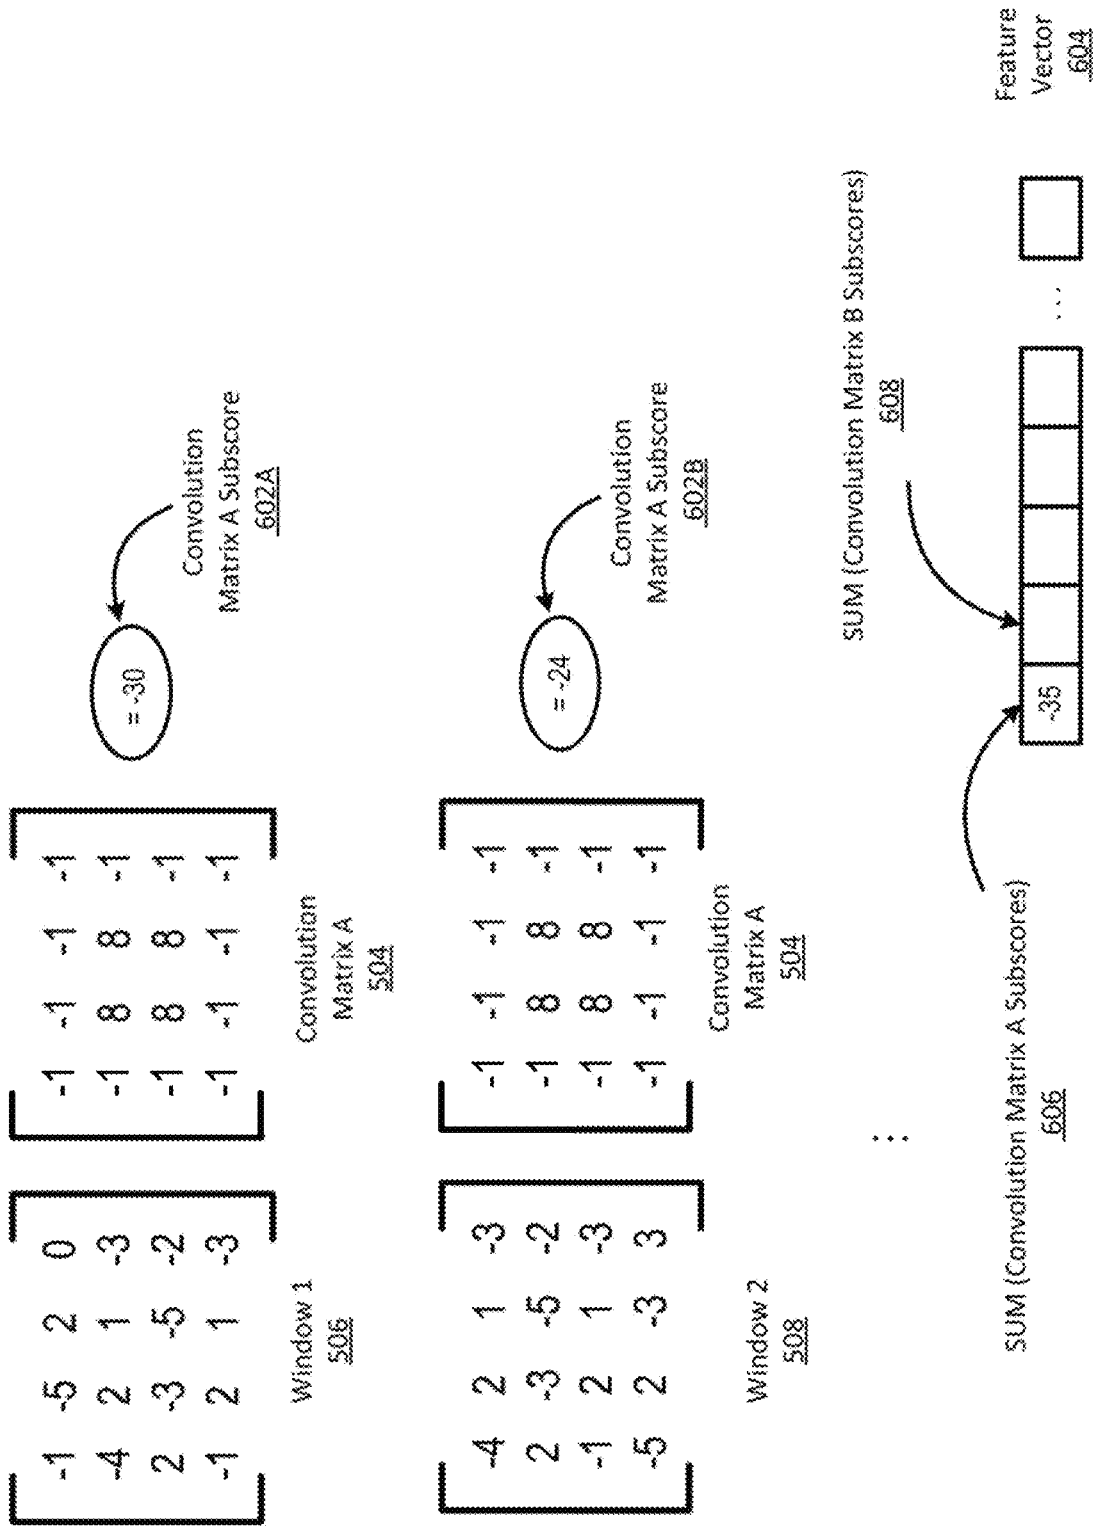 -1 -5 2 0
-4 2 1 -3
2 -3 -5 -2
-1 2 1 -3
Window 1
506
-1 -1 -1 -1
-1 8 8 -1
-1 8 8 -1
-1 -1 -1 -1
Convolution
Matrix A
504
= -30
Convolution
Matrix A Subscore
602A
-4 2 1 -3
2 -3 -5 -2
-1 2 1 -3
-5 2 -3 3
Window 2
508
-1 -1 -1 -1
-1 8 8 -1
-1 8 8 -1
-1 -1 -1 -1
Convolution
Matrix A
504
= -24
Convolution
Matrix A Subscore
602B
...
SUM (Convolution Matrix B Subscores)
608
SUM (Convolution Matrix A Subscores)
606
-35
...
Feature
Vector
604